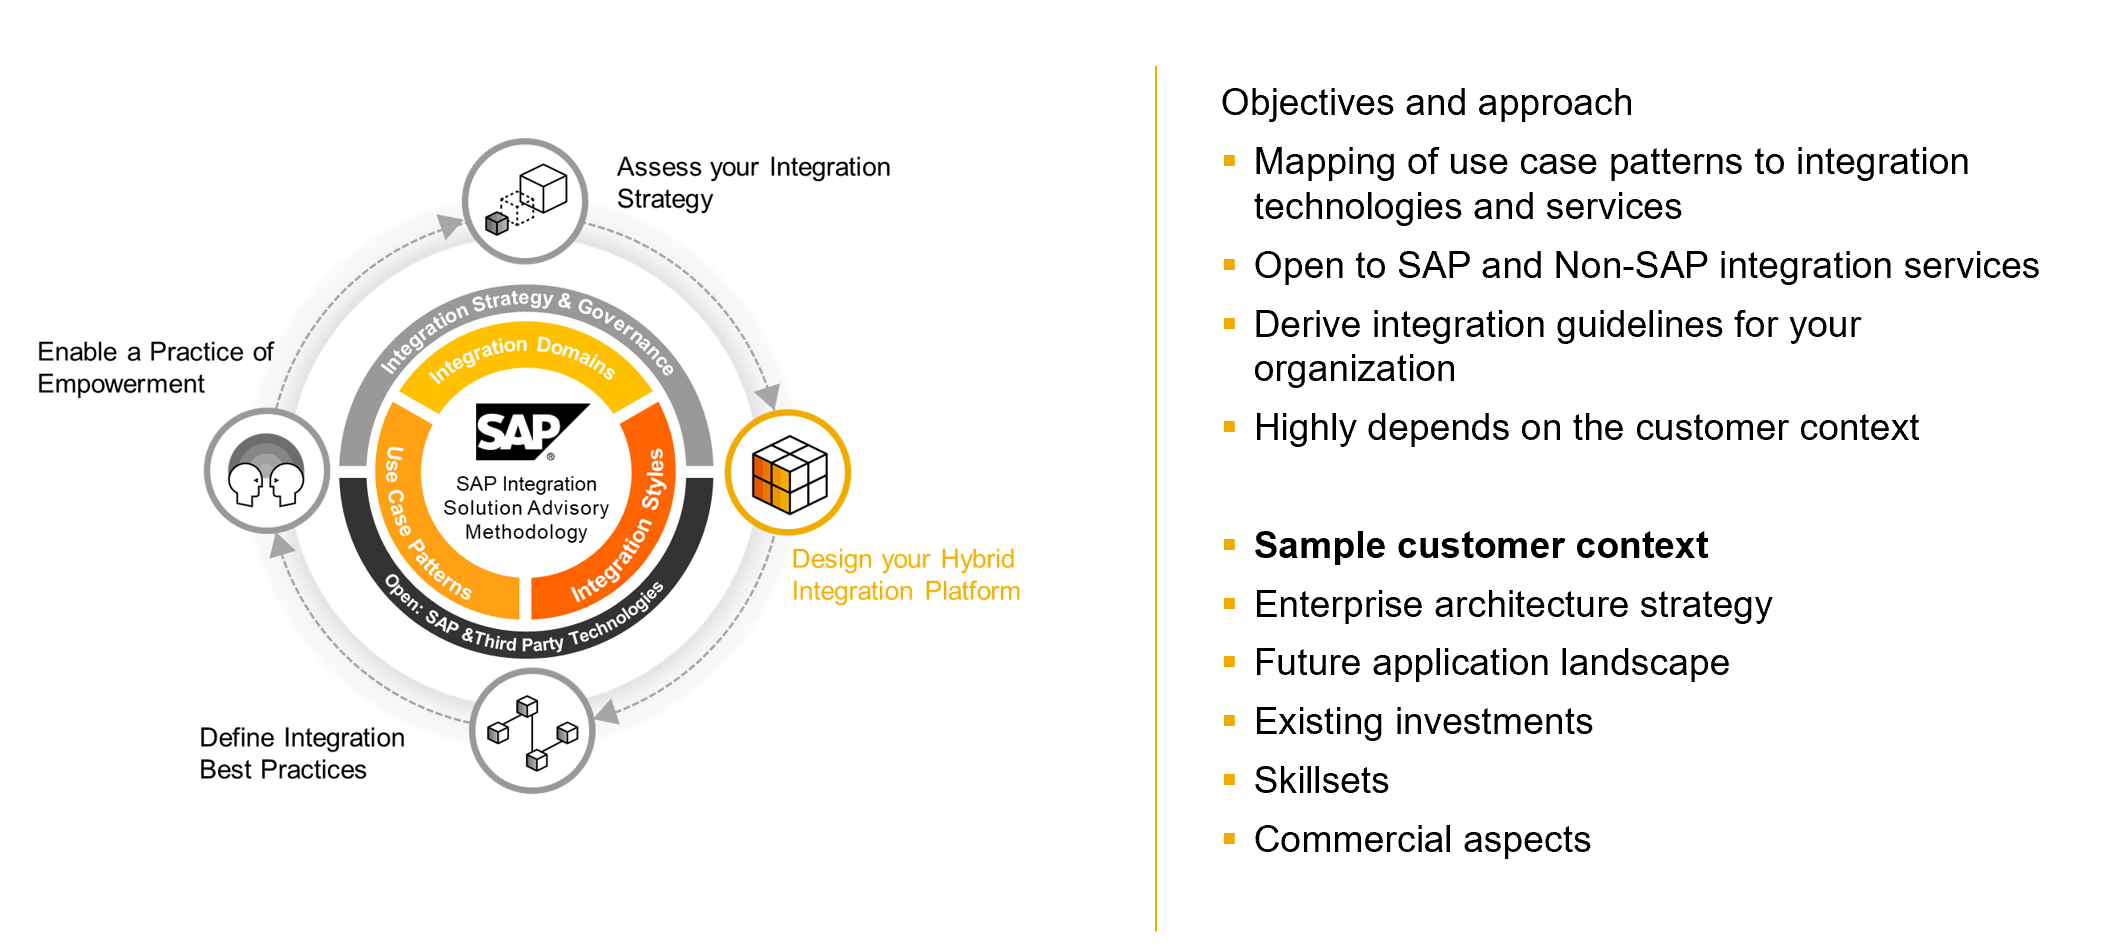 Assess your Integration
Strategy
Enable a Practice of
Empowerment
Integration Strategy & Governance
Integration Domains
Use Case Patterns
Integration Styles
SAP
®
SAP Integration
Solution Advisory
Methodology
Open: SAP &Third Party Technologies
Design your Hybrid
Integration Platform
Define Integration
Best Practices
Objectives and approach
Mapping of use case patterns to integration
technologies and services
Open to SAP and Non-SAP integration services
Derive integration guidelines for your
organization
Highly depends on the customer context
Sample customer context
Enterprise architecture strategy
Future application landscape
Existing investments
Skillsets
Commercial aspects